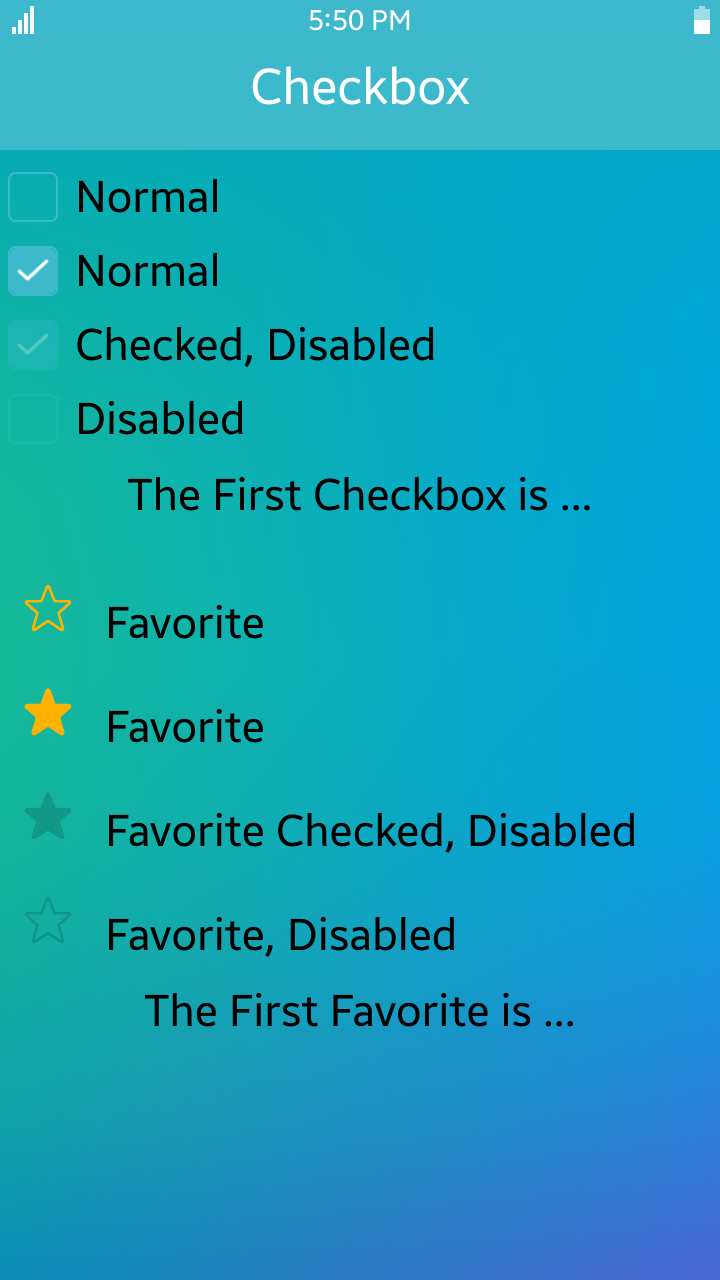 5:50 PM
Checkbox
Normal
Normal
Checked, Disabled
Disabled
The First Checkbox is ...
Favorite
Favorite
Favorite Checked, Disabled
Favorite, Disabled
The First Favorite is ...